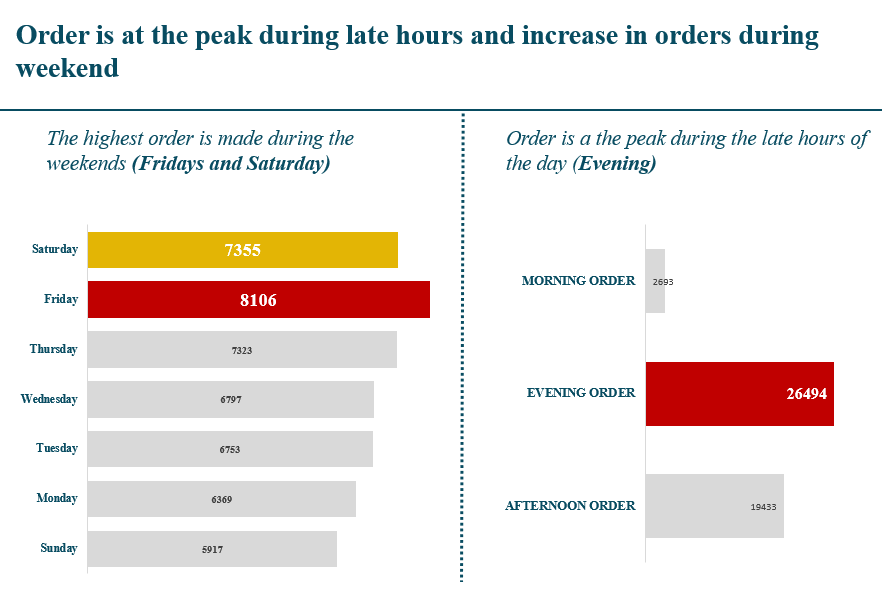 Order is at the peak during late hours and increase in orders during
weekend
The highest order is made during the
weekends (Fridays and Saturday)
Saturday 7355
Friday 8106
Thursday 7323
Wednesday 6797
Tuesday 6753
Monday 6369
Sunday 5917
Order is a the peak during the late hours of
the day (Evening)
MORNING ORDER 2693
EVENING ORDER 26494
AFTERNOON ORDER 19433